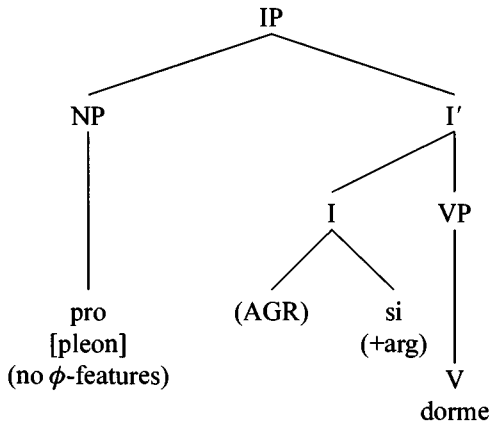 IP
NP I′
I VP
pro (AGR) si
[pleon] (+arg)
(no ϕ-features) V
dorme